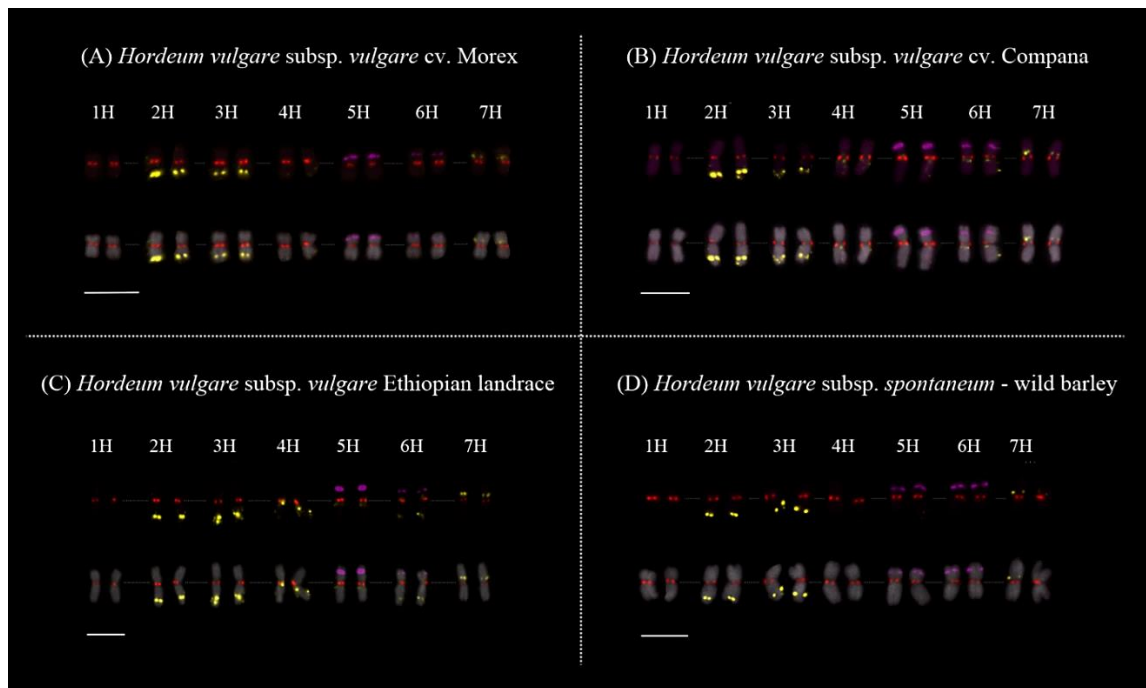 (A) Hordeum vulgare subsp. vulgare cv. Morex
1H 2H 3H 4H 5H 6H 7H
(B) Hordeum vulgare subsp. vulgare cv. Compana
1H 2H 3H 4H 5H 6H 7H
(C) Hordeum vulgare subsp. vulgare Ethiopian landrace
1H 2H 3H 4H 5H 6H 7H
(D) Hordeum vulgare subsp. spontaneum - wild barley
1H 2H 3H 4H 5H 6H 7H